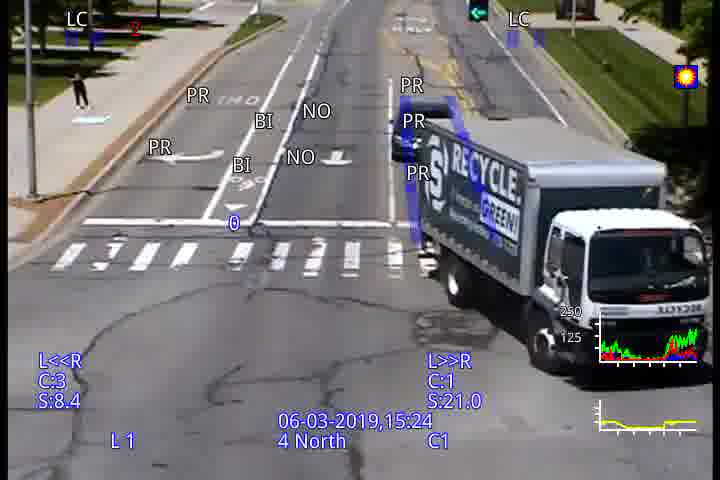 LC
LC
2
PR
PR
BI
NO
PR
PR
NO
BI
PR
RECYCLE.
GREEN!
0
250
125
L<<R
L>>R
C:3
C:1
S:8.4
S:21.0
06-03-2019,15:24
L 1
4 North
C1